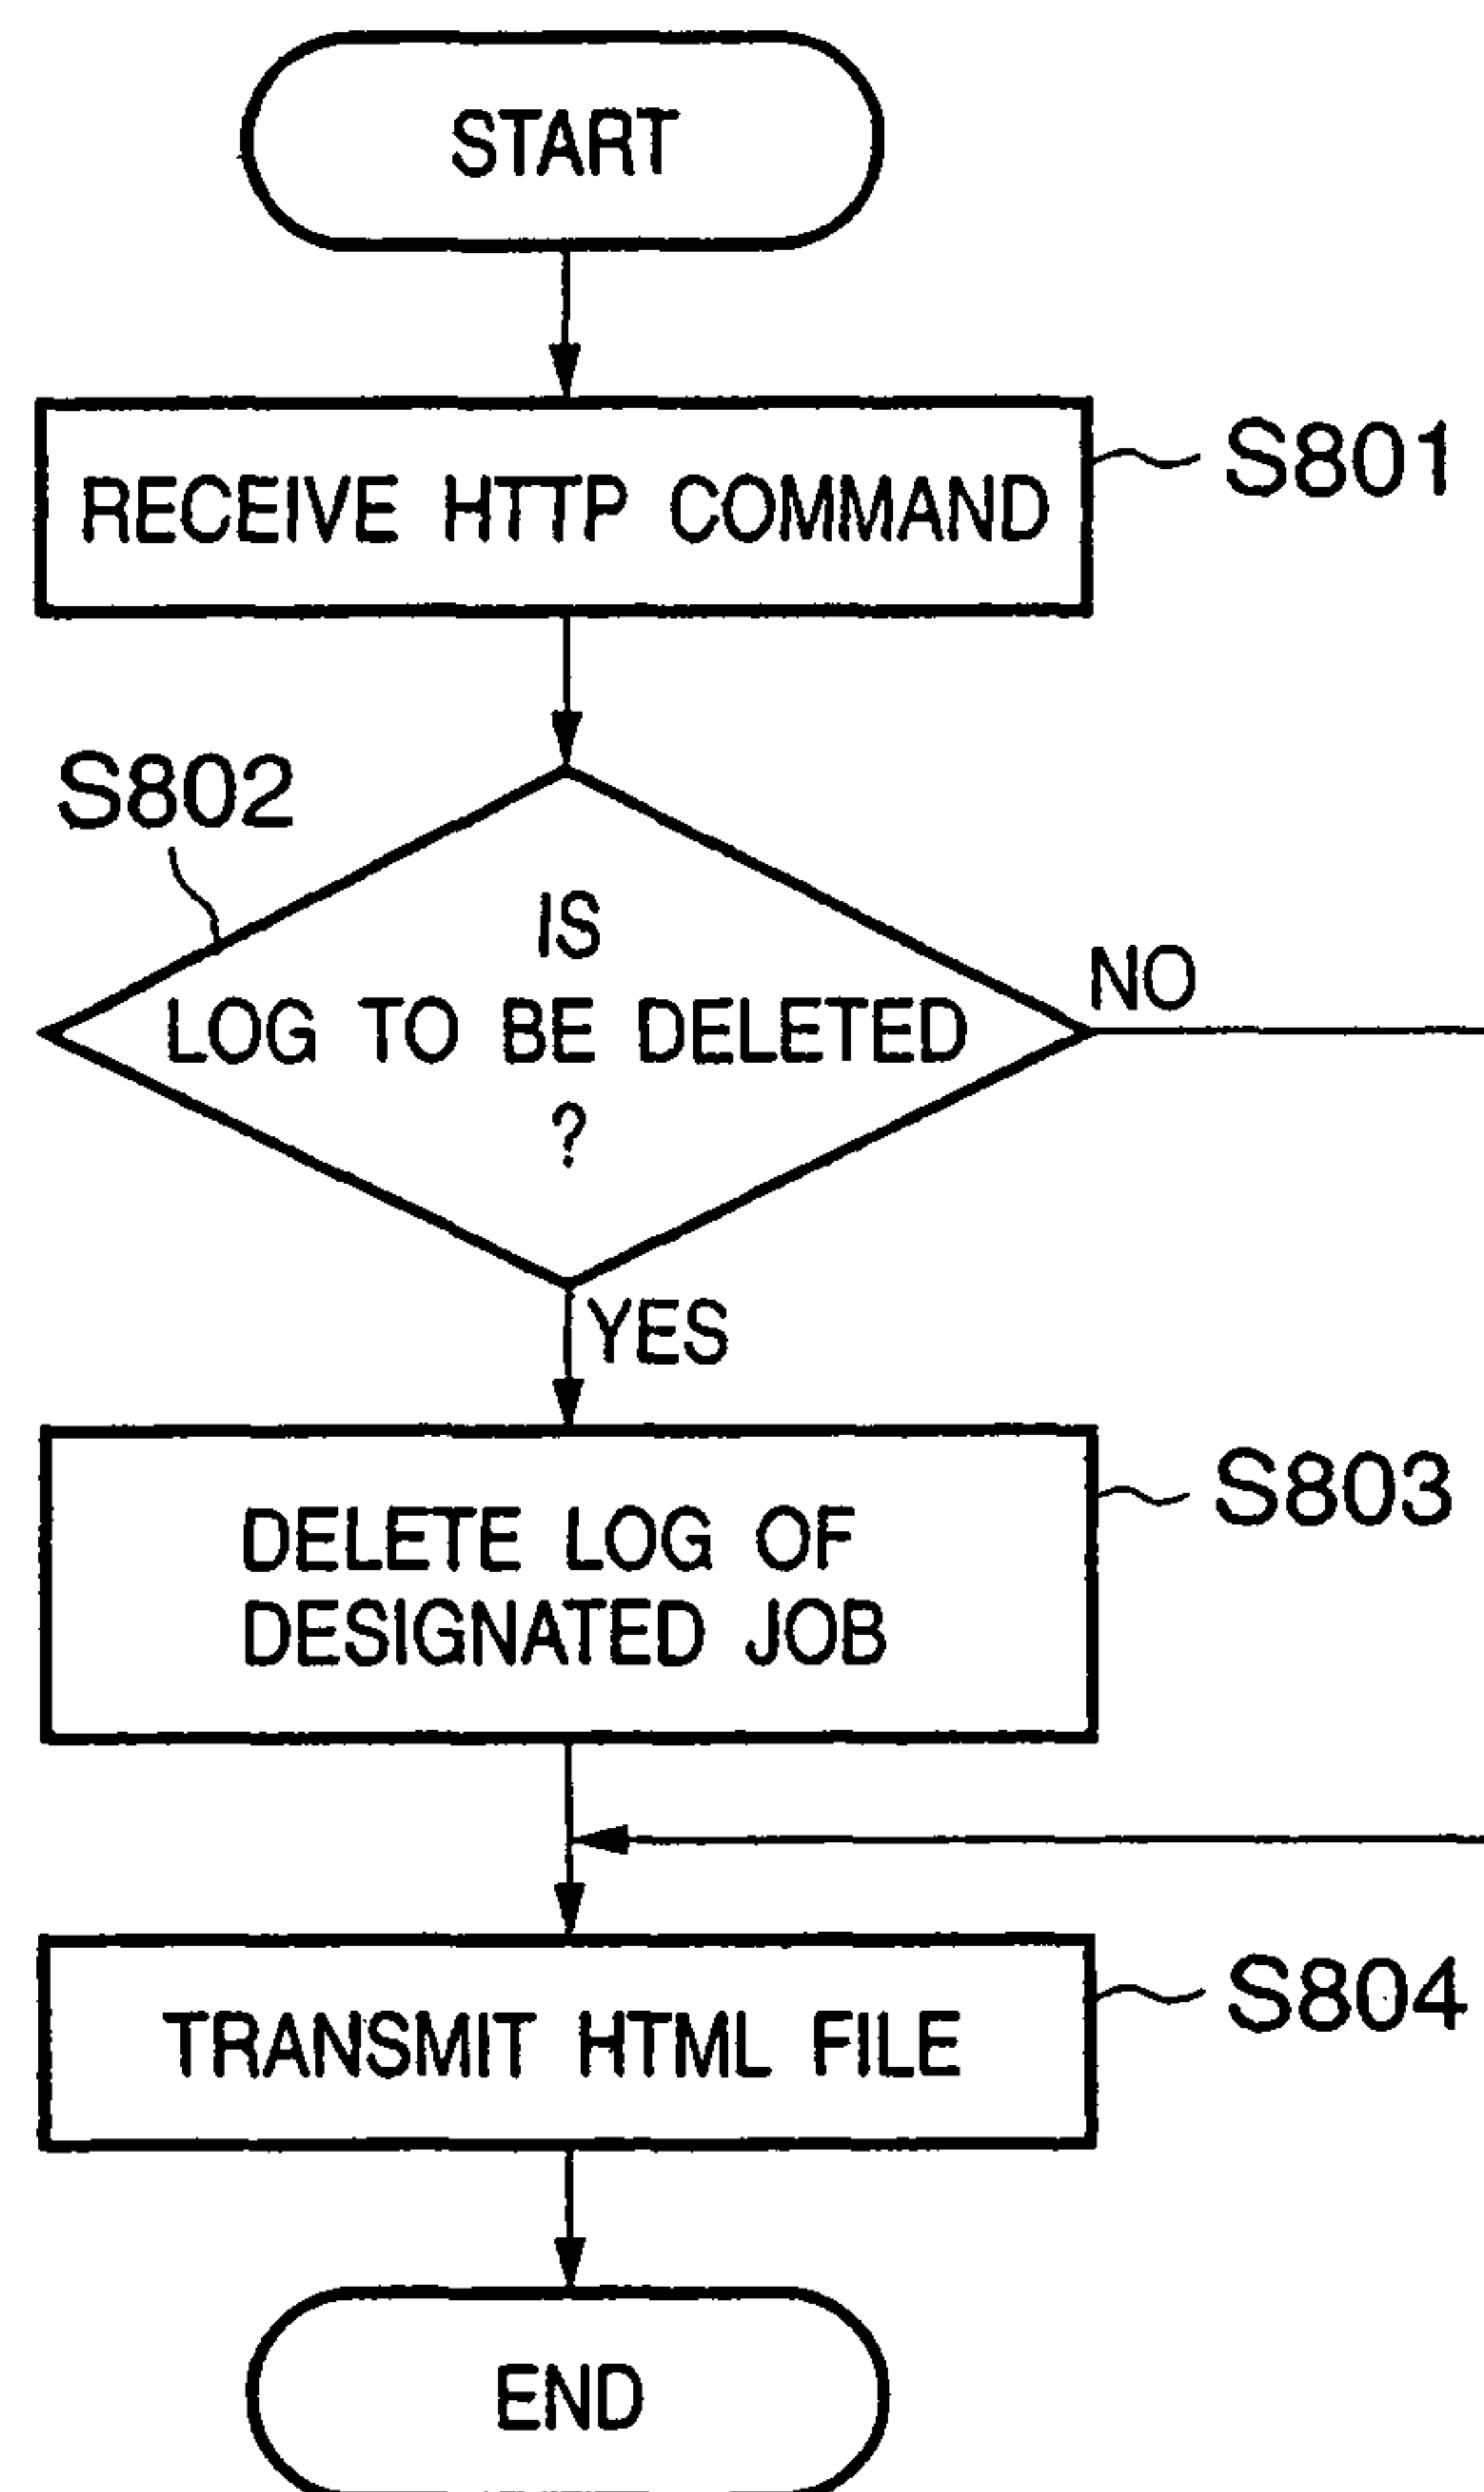 START
RECEIVE HTTP COMMAND
S801
S802
IS
LOG TO BE DELETED
?
NO
YES
DELETE LOG OF
DESIGNATED JOB
S803
TRANSMIT HTML FILE
S804
END